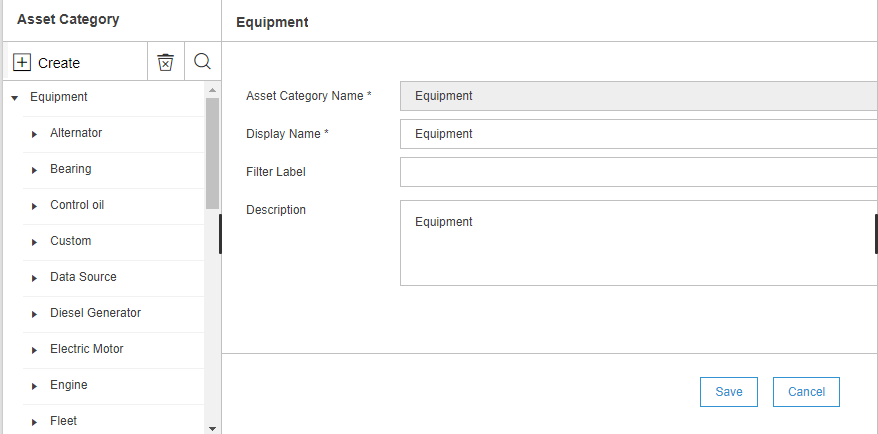 Asset Category
Create
Equipment
Alternator
Bearing
Control oil
Custom
Data Source
Diesel Generator
Electric Motor
Engine
Fleet
Equipment
Asset Category Name * Equipment
Display Name * Equipment
Filter Label
Description Equipment
Save Cancel